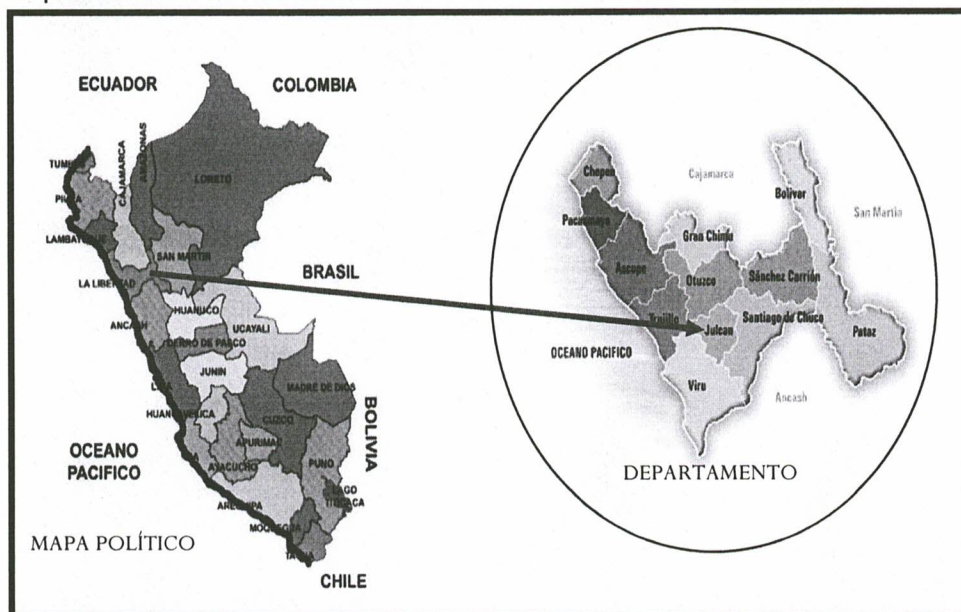 ECUADOR
COLOMBIA
TUMBES
PIURA
CAJAMARCA
AMAZONAS
LORETO
LAMBAYEQUE
SAN MARTIN
LA LIBERTAD
BRASIL
HUANUCO
ANCASH
UCAYALI
CERRO DE PASCO
JUNIN
LIMA
MADRE DE DIOS
HUANCAVELICA
CUZCO
BOLIVIA
OCEANO
PACIFICO
APURIMAC
AYACUCHO
PUNO
LAGO
TITICACA
AREQUIPA
MOQUEGUA
TACNA
MAPA POLÍTICO
CHILE
Chepen
Cajamarca
Bolivar
Pacasmayo
San Martin
Gran Chimu
Ascope
Otuzco
Sánchez Carrión
Trujillo
Julcan
Santiago de Chuco
Pataz
OCEANO PACIFICO
Viru
Ancash
DEPARTAMENTO